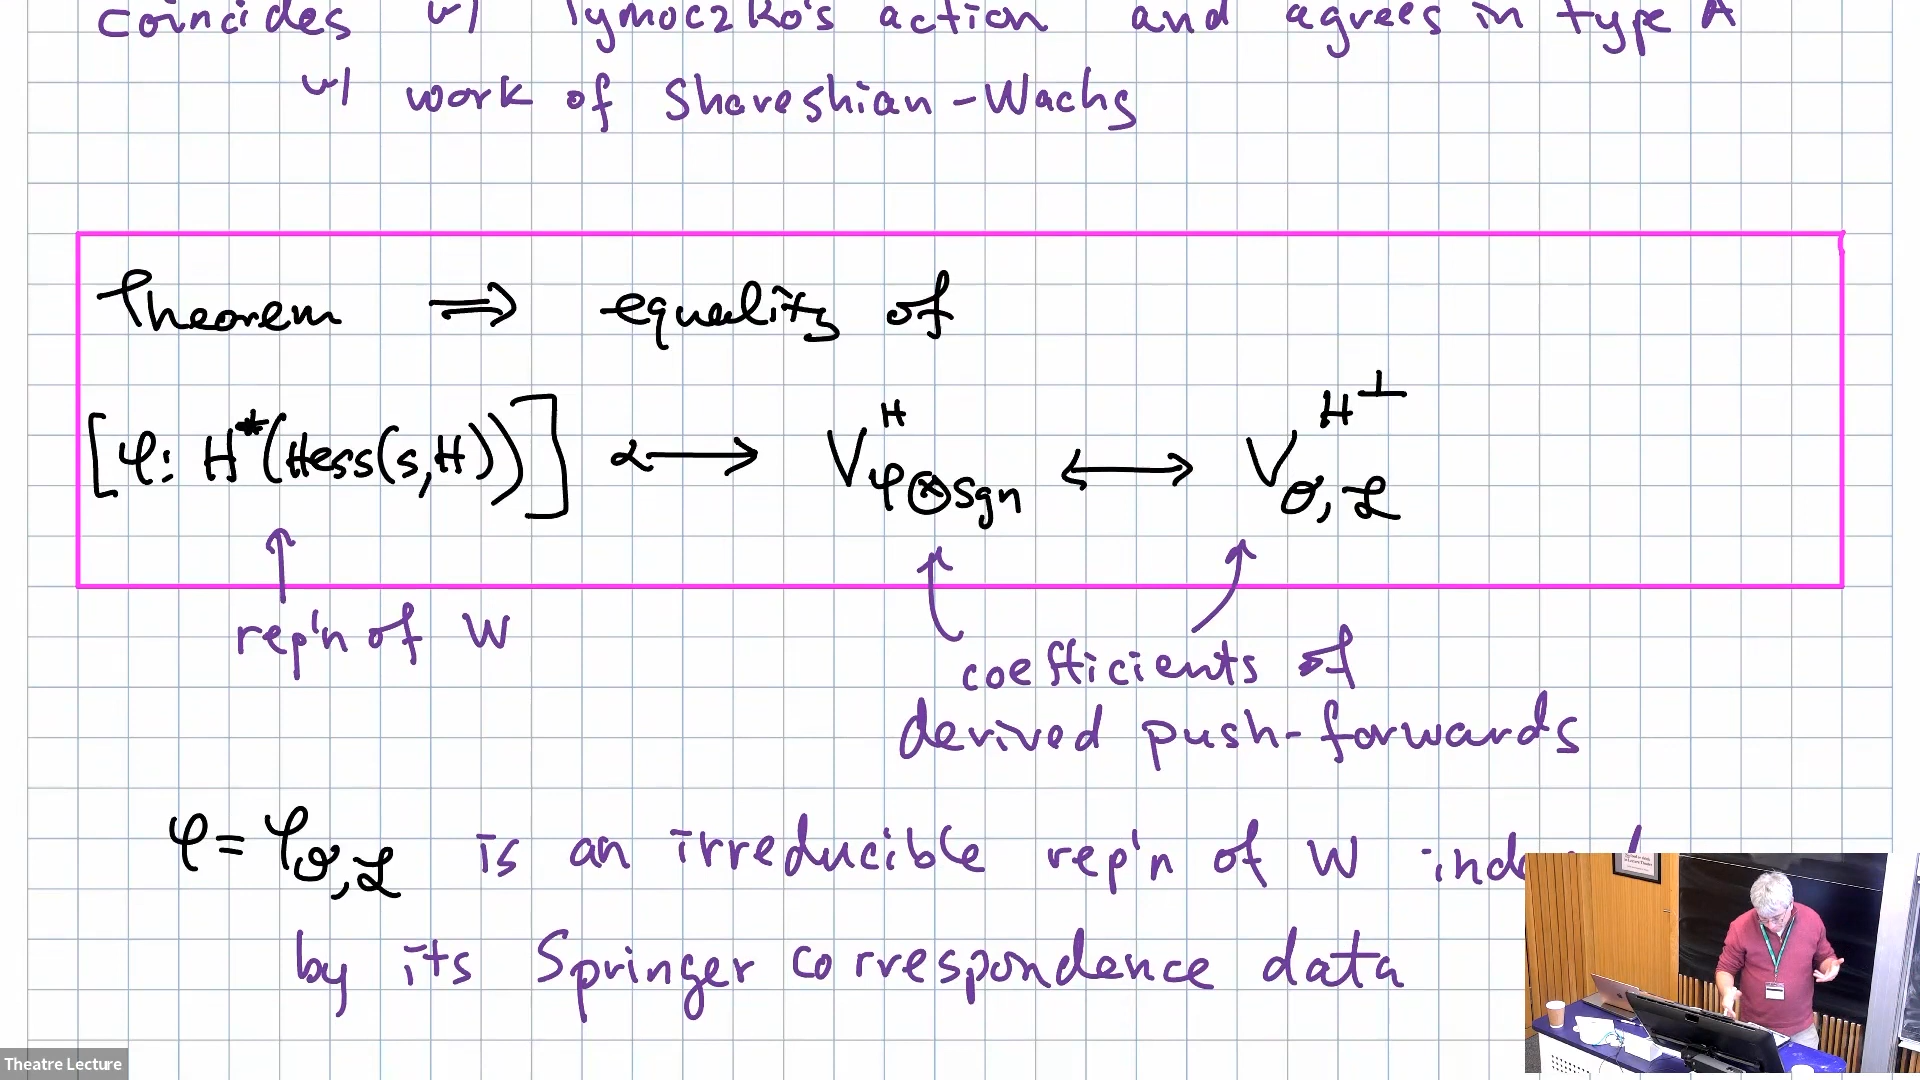 coincides w/ Tymoczko's action and agrees in type A
w/ work of Shareshian-Wachs
Theorem ⟹ equality of
[φ: H*(Hess(s,H))] ⟷ V^H_{φ⊗sgn} ⟷ V^{H^⊥}_{O,ℒ}
rep'n of W
coefficients of
derived push-forwards
φ = φ_{O,ℒ} is an irreducible rep'n of W
by its Springer correspondence data
Theatre Lecture